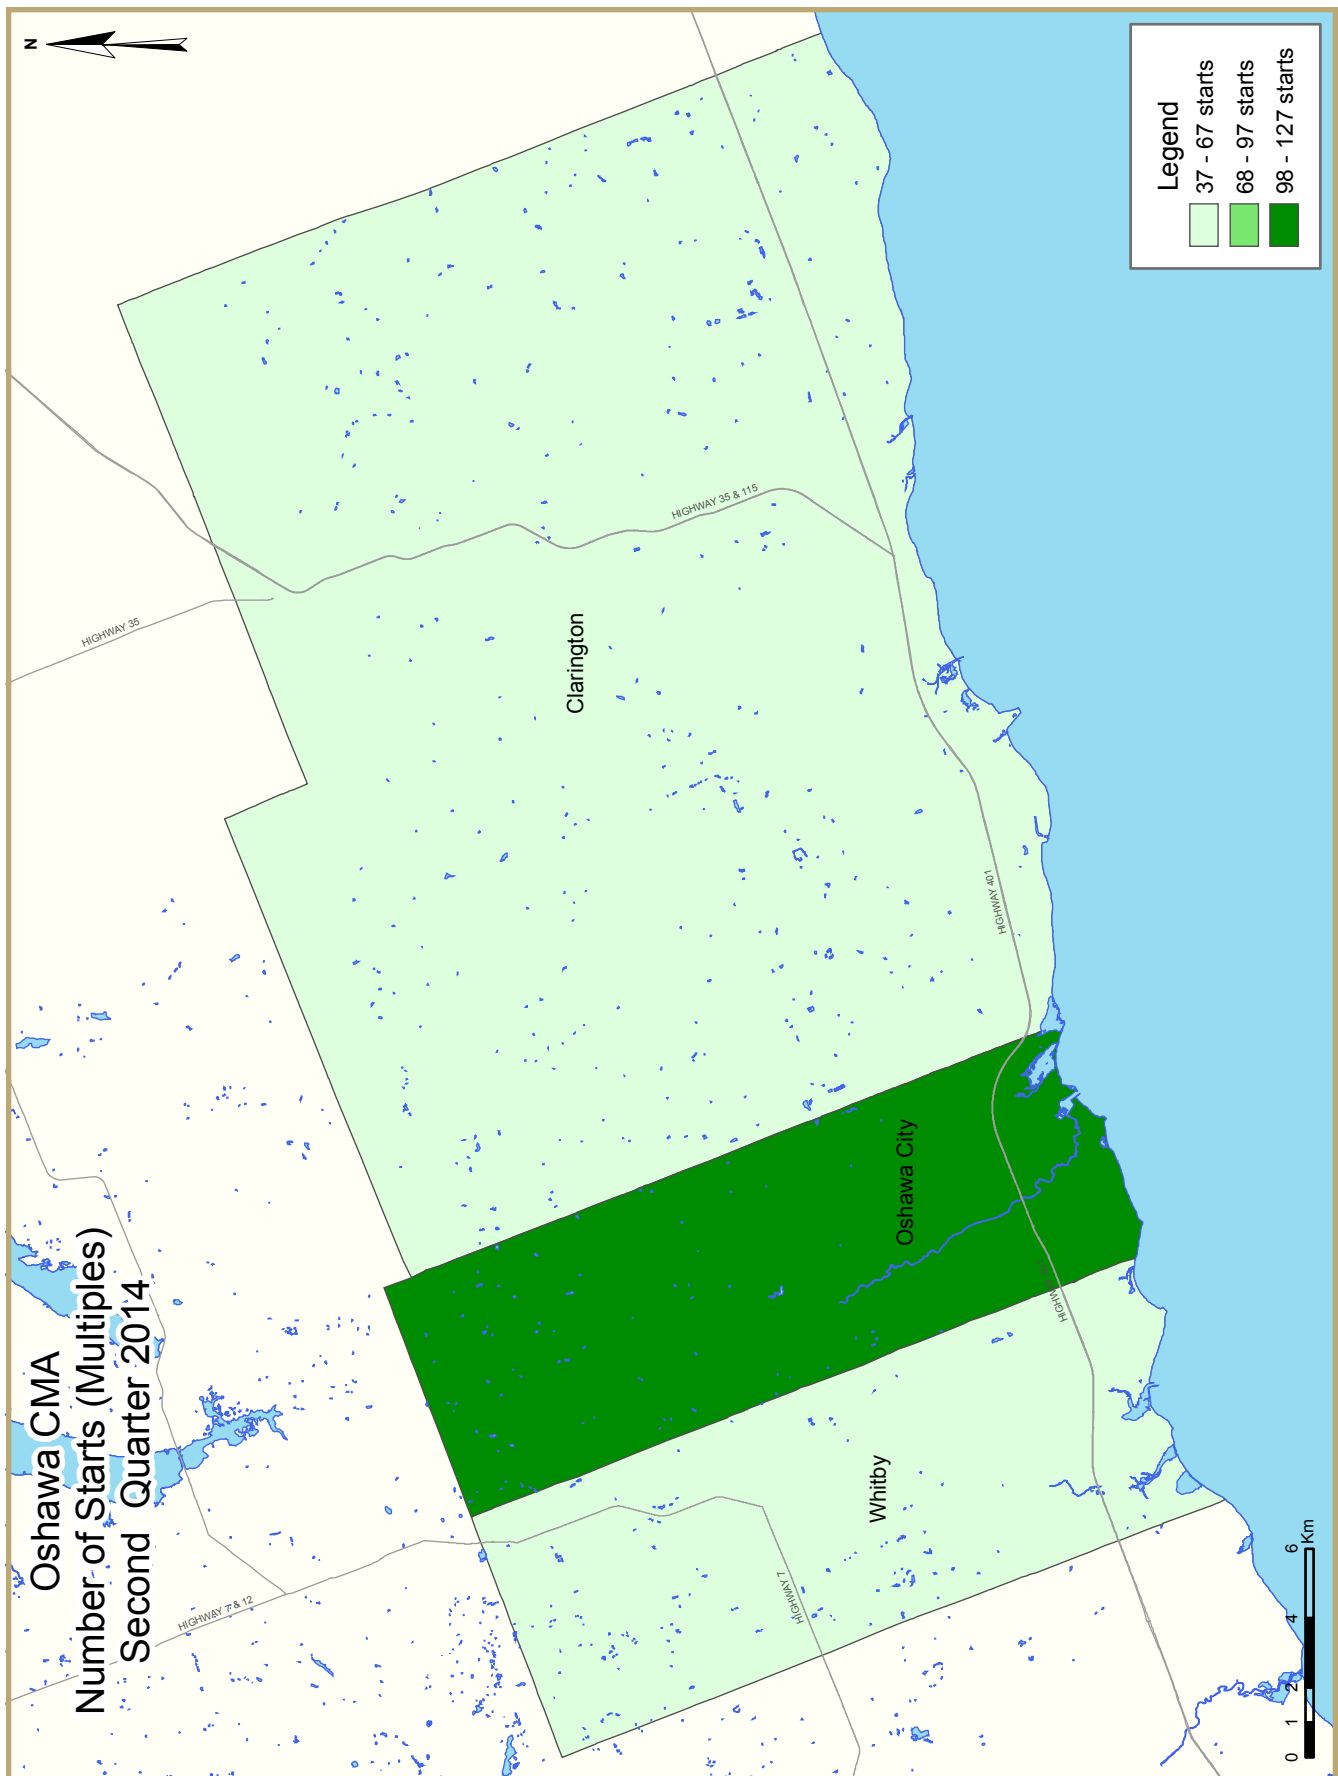 Oshawa CMA
Number of Starts (Multiples)
Second Quarter 2014
N
HIGHWAY 7 & 12
HIGHWAY 35
HIGHWAY 35 & 115
Clarington
HIGHWAY 401
Oshawa City
Whitby
HIGHWAY 7
HIGHWAY
Legend
37 - 67 starts
68 - 97 starts
98 - 127 starts
0 1 2 4 6
Km